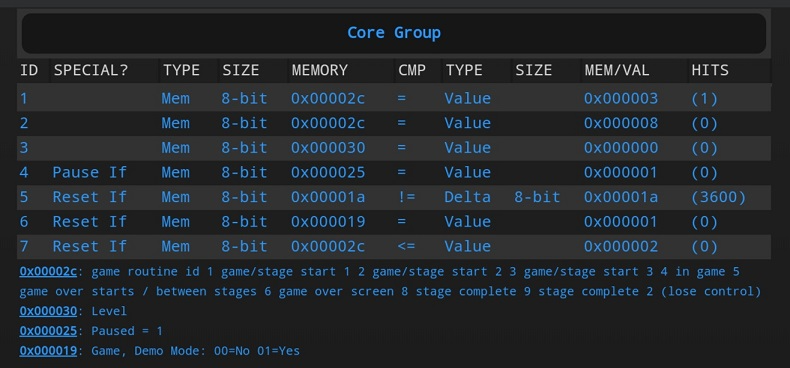 Core Group
ID SPECIAL? TYPE SIZE MEMORY CMP TYPE SIZE MEM/VAL HITS
1 Mem 8-bit 0x00002c = Value 0x000003 (1)
2 Mem 8-bit 0x00002c = Value 0x000008 (0)
3 Mem 8-bit 0x000030 = Value 0x000000 (0)
4 Pause If Mem 8-bit 0x000025 = Value 0x000001 (0)
5 Reset If Mem 8-bit 0x00001a != Delta 8-bit 0x00001a (3600)
6 Reset If Mem 8-bit 0x000019 = Value 0x000001 (0)
7 Reset If Mem 8-bit 0x00002c <= Value 0x000002 (0)
0x00002c: game routine id 1 game/stage start 1 2 game/stage start 2 3 game/stage start 3 4 in game 5
game over starts / between stages 6 game over screen 8 stage complete 9 stage complete 2 (lose control)
0x000030: Level
0x000025: Paused = 1
0x000019: Game, Demo Mode: 00=No 01=Yes